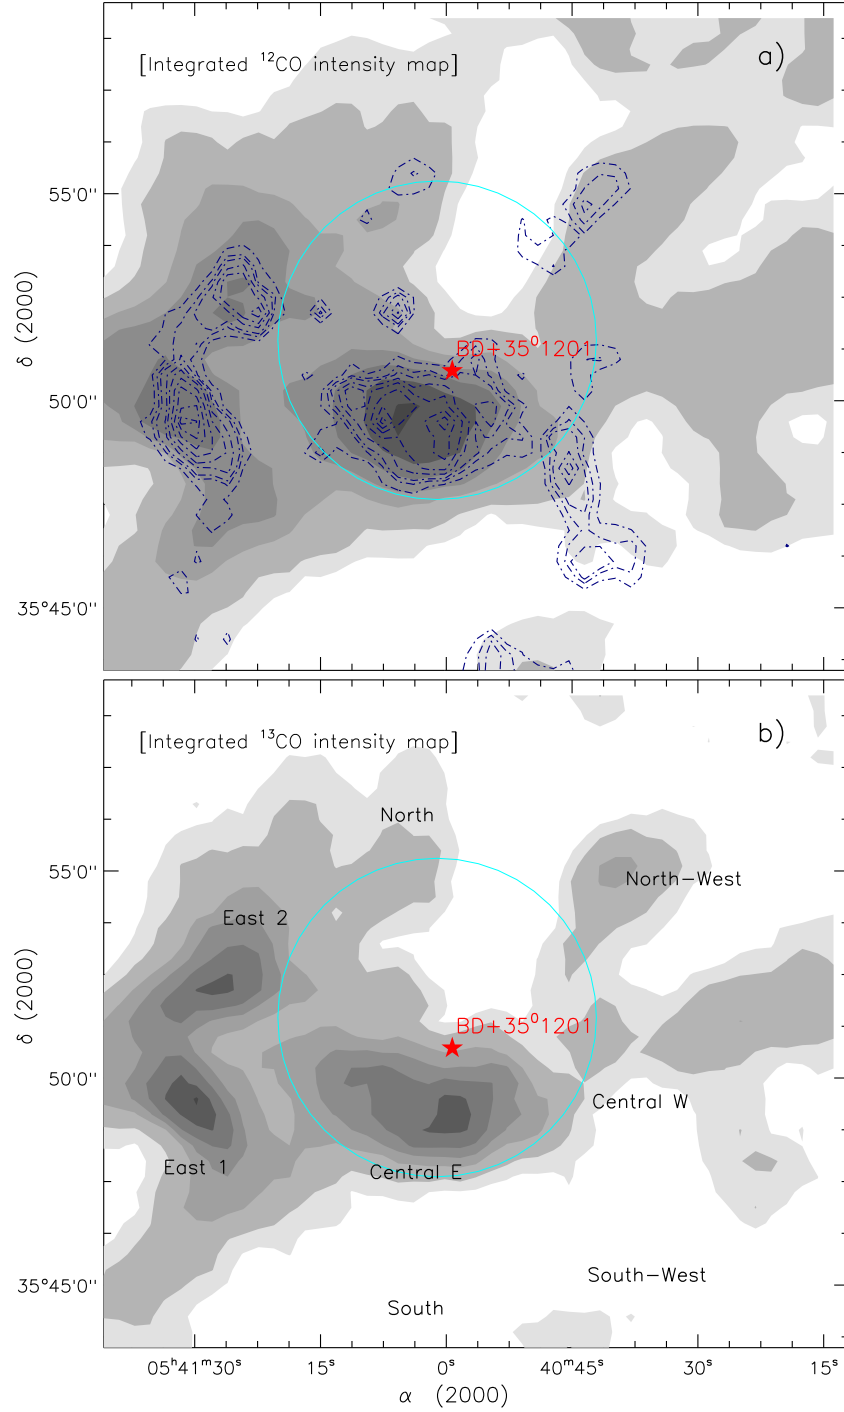 [Integrated ¹²CO intensity map]
a)
55'0''
BD+35⁰1201
δ (2000)
50'0''
35°45'0''
[Integrated ¹³CO intensity map]
b)
North
55'0''
North-West
East 2
δ (2000)
BD+35⁰1201
50'0''
Central W
East 1
Central E
South-West
35°45'0''
South
05ʰ41ᵐ30ˢ 15ˢ 0ˢ 40ᵐ45ˢ 30ˢ 15ˢ
α (2000)